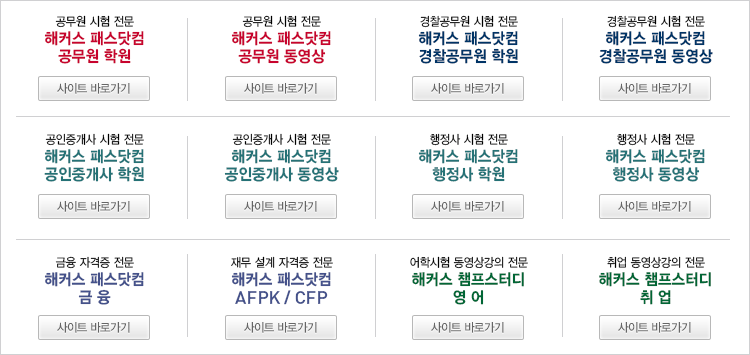 공무원 시험 전문
해커스 패스닷컴
공무원 학원
사이트 바로가기
공무원 시험 전문
해커스 패스닷컴
공무원 동영상
사이트 바로가기
경찰공무원 시험 전문
해커스 패스닷컴
경찰공무원 학원
사이트 바로가기
경찰공무원 시험 전문
해커스 패스닷컴
경찰공무원 동영상
사이트 바로가기
공인중개사 시험 전문
해커스 패스닷컴
공인중개사 학원
사이트 바로가기
공인중개사 시험 전문
해커스 패스닷컴
공인중개사 동영상
사이트 바로가기
행정사 시험 전문
해커스 패스닷컴
행정사 학원
사이트 바로가기
행정사 시험 전문
해커스 패스닷컴
행정사 동영상
사이트 바로가기
금융 자격증 전문
해커스 패스닷컴
금 융
사이트 바로가기
재무 설계 자격증 전문
해커스 패스닷컴
AFPK / CFP
사이트 바로가기
어학시험 동영상강의 전문
해커스 챔프스터디
영 어
사이트 바로가기
취업 동영상강의 전문
해커스 챔프스터디
취 업
사이트 바로가기